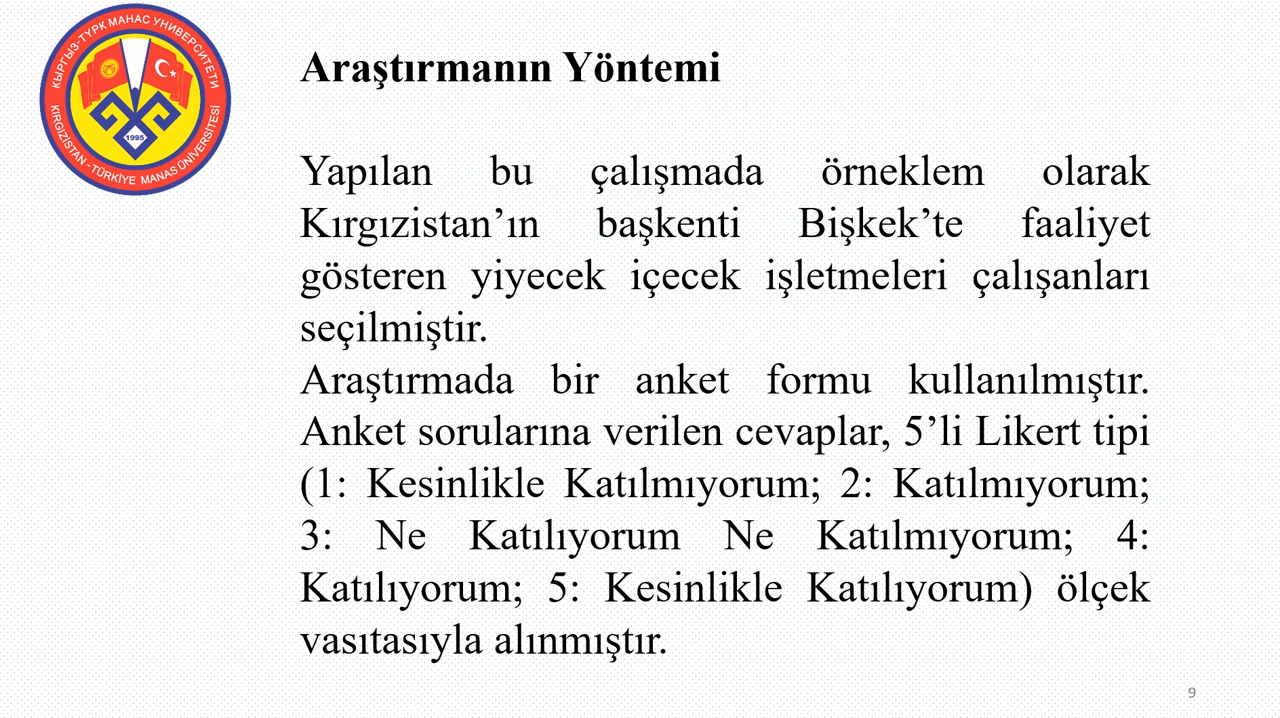 КЫРГЫЗ-ТҮРК МАНАС УНИВЕРСИТЕТИ
1995
KIRGIZİSTAN - TÜRKİYE MANAS ÜNİVERSİTESİ
Araştırmanın Yöntemi
Yapılan bu çalışmada örneklem olarak
Kırgızistan’ın başkenti Bişkek’te faaliyet
gösteren yiyecek içecek işletmeleri çalışanları
seçilmiştir.
Araştırmada bir anket formu kullanılmıştır.
Anket sorularına verilen cevaplar, 5’li Likert tipi
(1: Kesinlikle Katılmıyorum; 2: Katılmıyorum;
3: Ne Katılıyorum Ne Katılmıyorum; 4:
Katılıyorum; 5: Kesinlikle Katılıyorum) ölçek
vasıtasıyla alınmıştır.
9